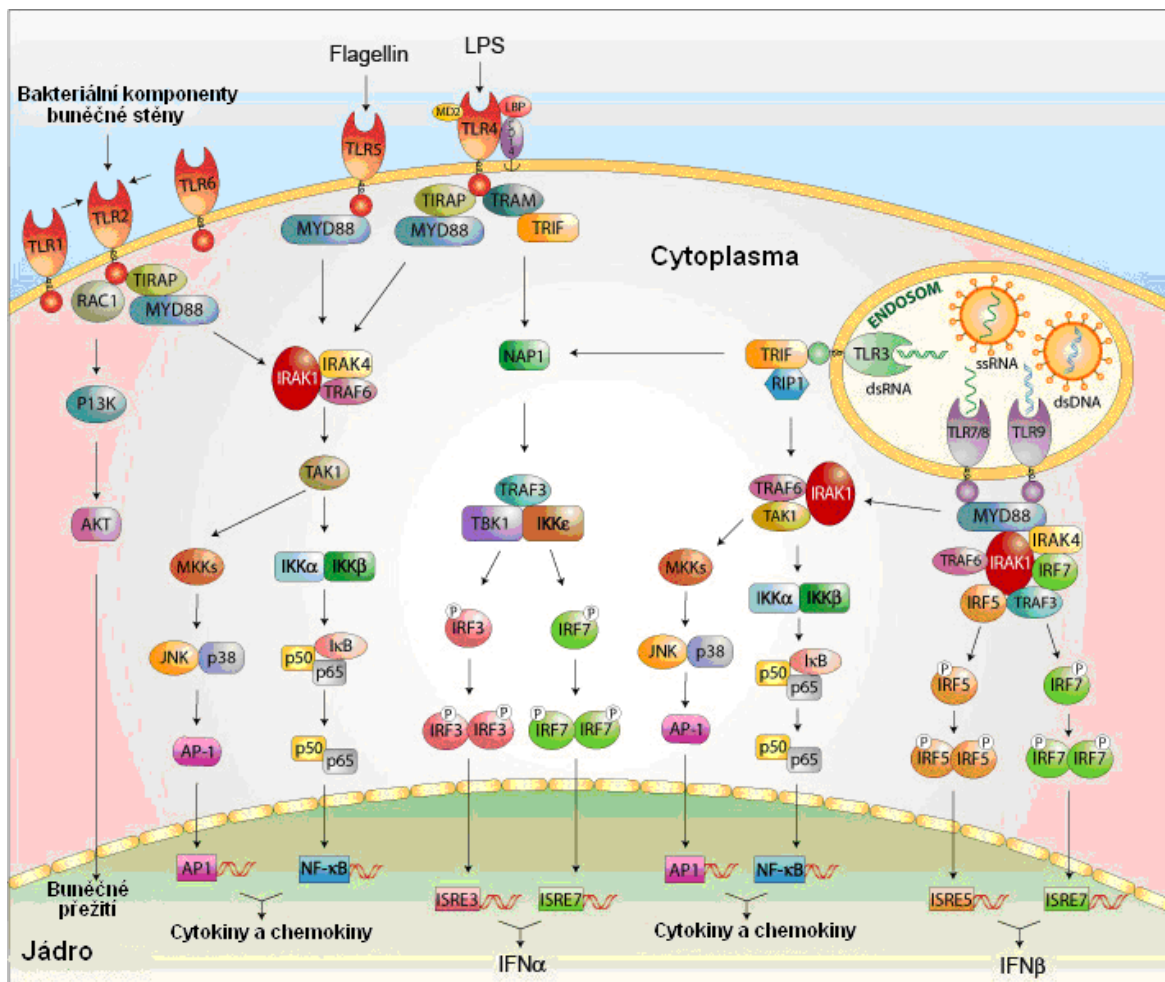 Flagellin
LPS
Bakteriální komponenty
buněčné stěny
MD2
LBP
TLR4
TLR5
TLR6
TLR2
TLR1
TIRAP
TRAM
MYD88
MYD88
TRIF
TIRAP
RAC1
MYD88
Cytoplasma
ENDOSOM
ssRNA
TLR3
dsRNA
dsDNA
TLR7/8
TLR9
TRIF
RIP1
NAP1
IRAK1
IRAK4
TRAF6
P13K
TAK1
AKT
TRAF3
TBK1
IKKε
TRAF6
IRAK1
TAK1
MYD88
IRAK4
TRAF6
IRAK1
IRF7
IRF5
TRAF3
MKKs
IKKα
IKKβ
MKKs
IKKα
IKKβ
P
IRF3
P
IRF7
JNK
p38
p50
IκB
p65
JNK
p38
p50
IκB
p65
P
IRF5
P
IRF7
AP-1
p50
p65
P
P
IRF3
IRF3
P
P
IRF7
IRF7
AP-1
p50
p65
P
P
IRF5
IRF5
P
P
IRF7
IRF7
AP1
NF-κB
AP1
NF-κB
Buněčné
přežití
ISRE3
ISRE7
ISRE5
ISRE7
Cytokiny a chemokiny
Cytokiny a chemokiny
Jádro
IFNα
IFNβ